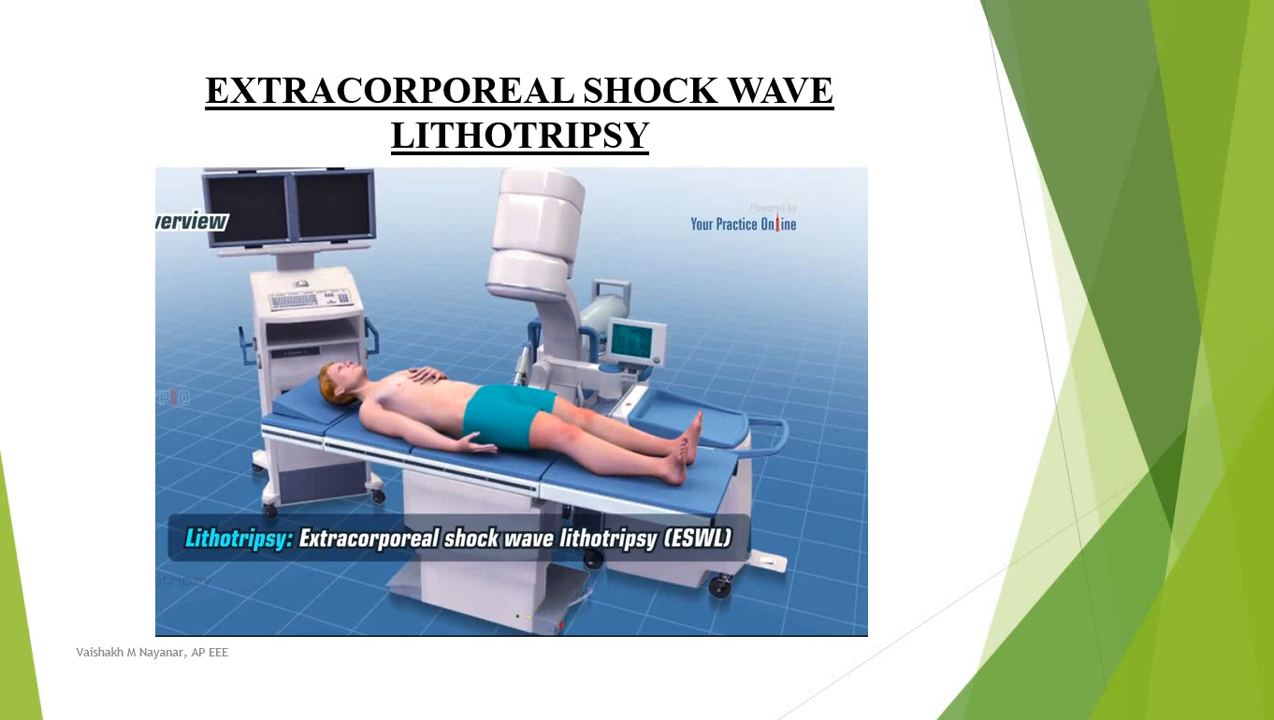 EXTRACORPOREAL SHOCK WAVE
LITHOTRIPSY
verview
Powered by
Your Practice Online
Lithotripsy: Extracorporeal shock wave lithotripsy (ESWL)
Vaishakh M Nayanar, AP EEE